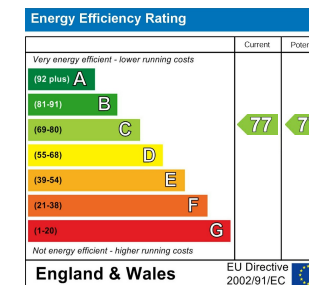 Energy Efficiency Rating
Current
Very energy efficient - lower running costs
(92 plus) A
(81-91) B
(69-80) C 77
(55-68) D
(39-54) E
(21-38) F
(1-20) G
Not energy efficient - higher running costs
England & Wales
EU Directive
2002/91/EC